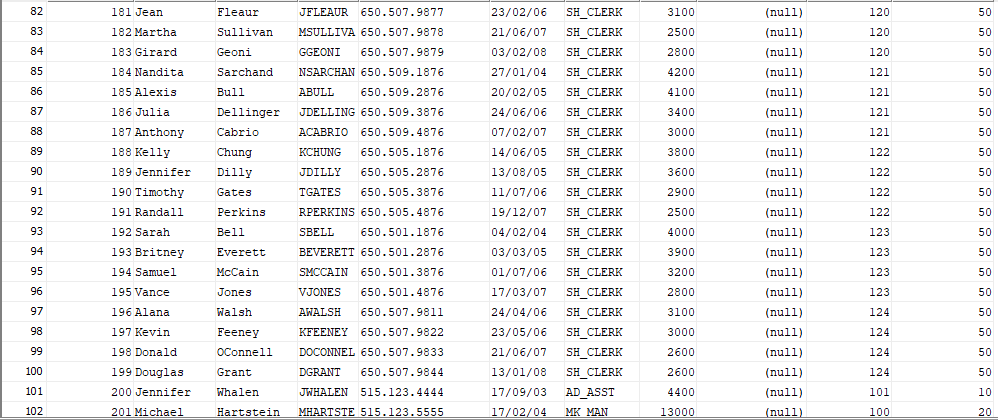 82 181 Jean Fleaur JFLEAUR 650.507.9877 23/02/06 SH_CLERK 3100 (null) 120 50
83 182 Martha Sullivan MSULLIVA 650.507.9878 21/06/07 SH_CLERK 2500 (null) 120 50
84 183 Girard Geoni GGEONI 650.507.9879 03/02/08 SH_CLERK 2800 (null) 120 50
85 184 Nandita Sarchand NSARCHAN 650.509.1876 27/01/04 SH_CLERK 4200 (null) 121 50
86 185 Alexis Bull ABULL 650.509.2876 20/02/05 SH_CLERK 4100 (null) 121 50
87 186 Julia Dellinger JDELLING 650.509.3876 24/06/06 SH_CLERK 3400 (null) 121 50
88 187 Anthony Cabrio ACABRIO 650.509.4876 07/02/07 SH_CLERK 3000 (null) 121 50
89 188 Kelly Chung KCHUNG 650.505.1876 14/06/05 SH_CLERK 3800 (null) 122 50
90 189 Jennifer Dilly JDILLY 650.505.2876 13/08/05 SH_CLERK 3600 (null) 122 50
91 190 Timothy Gates TGATES 650.505.3876 11/07/06 SH_CLERK 2900 (null) 122 50
92 191 Randall Perkins RPERKINS 650.505.4876 19/12/07 SH_CLERK 2500 (null) 122 50
93 192 Sarah Bell SBELL 650.501.1876 04/02/04 SH_CLERK 4000 (null) 123 50
94 193 Britney Everett BEVERETT 650.501.2876 03/03/05 SH_CLERK 3900 (null) 123 50
95 194 Samuel McCain SMCCAIN 650.501.3876 01/07/06 SH_CLERK 3200 (null) 123 50
96 195 Vance Jones VJONES 650.501.4876 17/03/07 SH_CLERK 2800 (null) 123 50
97 196 Alana Walsh AWALSH 650.507.9811 24/04/06 SH_CLERK 3100 (null) 124 50
98 197 Kevin Feeney KFEENEY 650.507.9822 23/05/06 SH_CLERK 3000 (null) 124 50
99 198 Donald OConnell DOCONNEL 650.507.9833 21/06/07 SH_CLERK 2600 (null) 124 50
100 199 Douglas Grant DGRANT 650.507.9844 13/01/08 SH_CLERK 2600 (null) 124 50
101 200 Jennifer Whalen JWHALEN 515.123.4444 17/09/03 AD_ASST 4400 (null) 101 10
102 201 Michael Hartstein MHARTSTE 515.123.5555 17/02/04 MK_MAN 13000 (null) 100 20